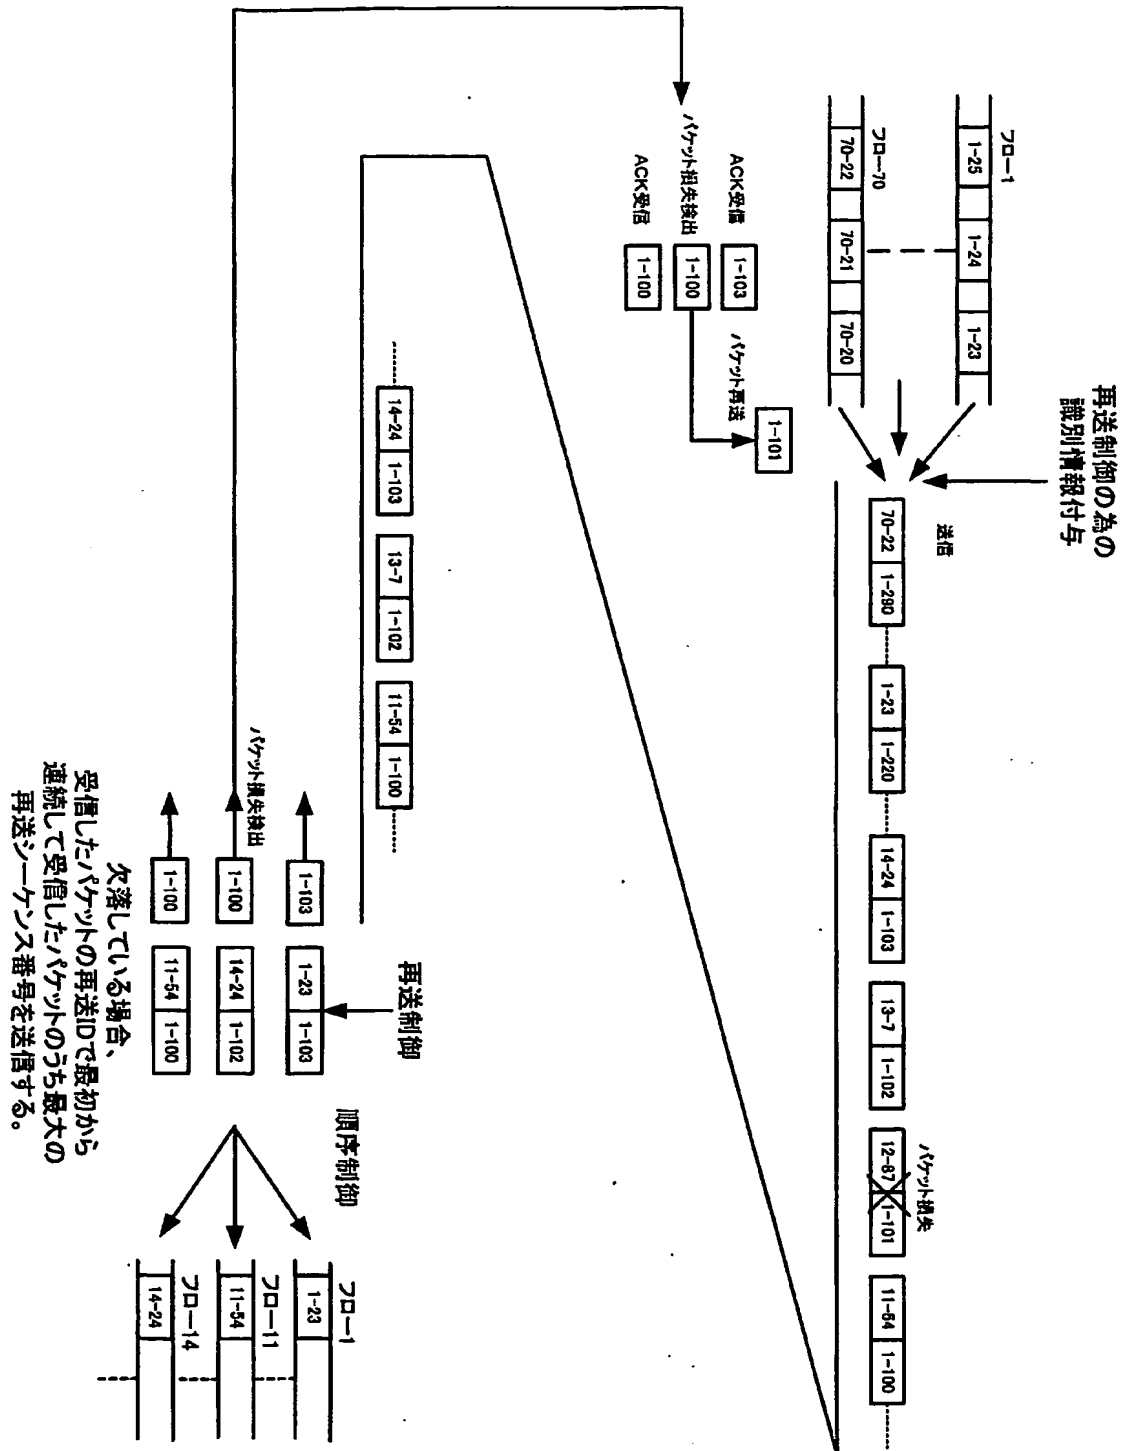 再送制御の為の
識別情報付与
フロー1
1-25
1-24
1-23
フロー70
70-22
70-21
70-20
送信
70-22 1-290
1-23 1-220
14-24 1-103
13-7 1-102
パケット損失
12-87 1-101
11-54 1-100
ACK受信
1-103
パケット損失検出
1-100
ACK受信
1-100
パケット再送
1-101
14-24 1-103
13-7 1-102
11-54 1-100
再送制御
1-103
1-23 1-103
パケット損失検出
1-100
14-24 1-102
1-100
11-54 1-100
順序制御
フロー1
1-23
フロー11
11-54
フロー14
14-24
欠落している場合、
受信したパケットの再送IDで最初から
連続して受信したパケットのうち最大の
再送シーケンス番号を送信する。